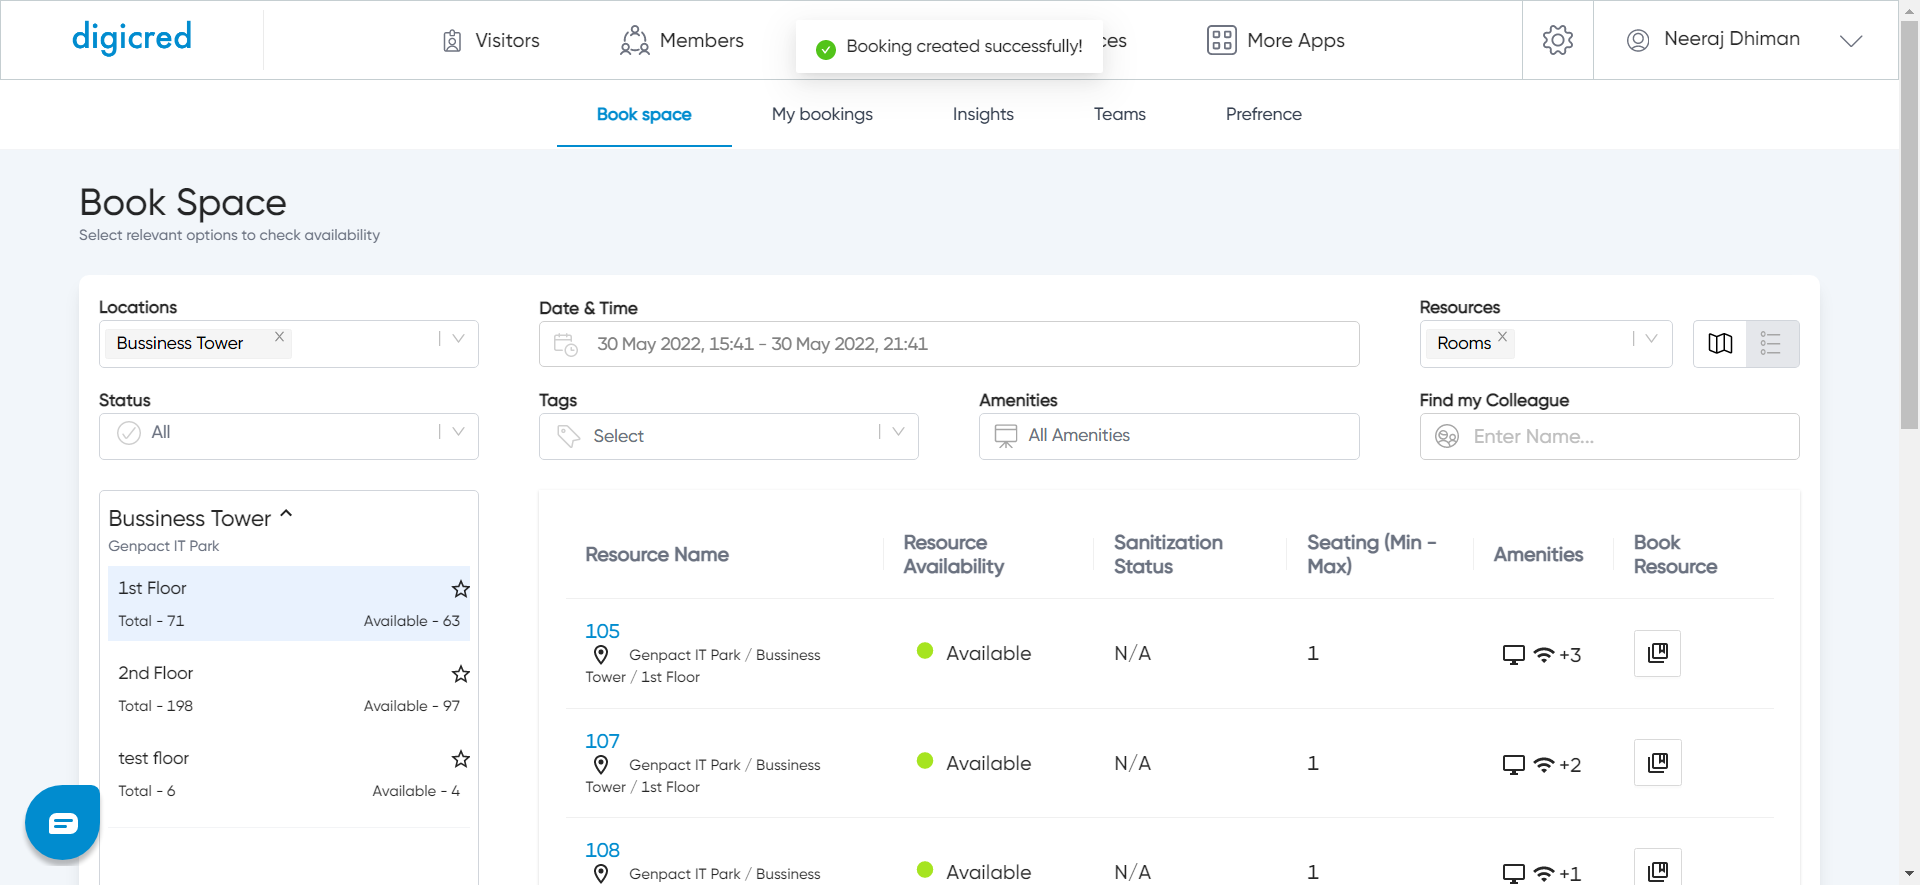 digicred
Visitors
Members
Booking created successfully!
ces
More Apps
Neeraj Dhiman
Book space
My bookings
Insights
Teams
Prefrence
Book Space
Select relevant options to check availability
Locations
Bussiness Tower
Date & Time
30 May 2022, 15:41 - 30 May 2022, 21:41
Resources
Rooms
Status
All
Tags
Select
Amenities
All Amenities
Find my Colleague
Enter Name...
Bussiness Tower
Genpact IT Park
1st Floor
Total - 71
Available - 63
2nd Floor
Total - 198
Available - 97
test floor
Total - 6
Available - 4
Resource Name
Resource
Availability
Sanitization
Status
Seating (Min -
Max)
Amenities
Book
Resource
105
Genpact IT Park / Bussiness
Tower / 1st Floor
Available
N/A
1
+3
107
Genpact IT Park / Bussiness
Tower / 1st Floor
Available
N/A
1
+2
108
Genpact IT Park / Bussiness
Available
N/A
1
+1